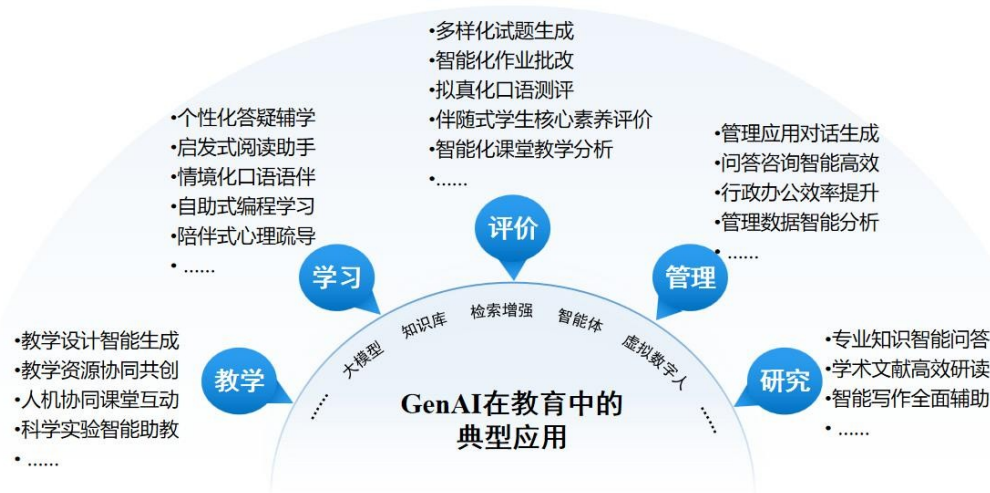 •多样化试题生成
•智能化作业批改
•拟真化口语测评
•伴随式学生核心素养评价
•智能化课堂教学分析
•......
•个性化答疑辅学
•启发式阅读助手
•情境化口语语伴
•自助式编程学习
•陪伴式心理疏导
• ......
•管理应用对话生成
•问答咨询智能高效
•行政办公效率提升
•管理数据智能分析
• ......
评价
学习
管理
•教学设计智能生成
•教学资源协同共创
•人机协同课堂互动
•科学实验智能助教
• ......
教学
......
大模型
知识库
检索增强
智能体
虚拟数字人
......
研究
•专业知识智能问答
•学术文献高效研读
•智能写作全面辅助
• ......
GenAI在教育中的
典型应用